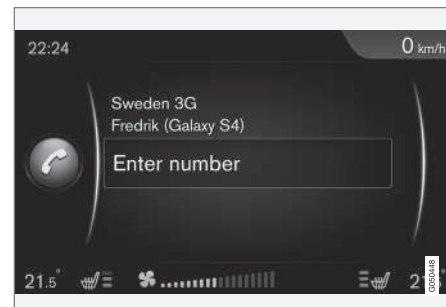 22:24
0 km/h
Sweden 3G
Fredrik (Galaxy S4)
Enter number
21.5°
G050448